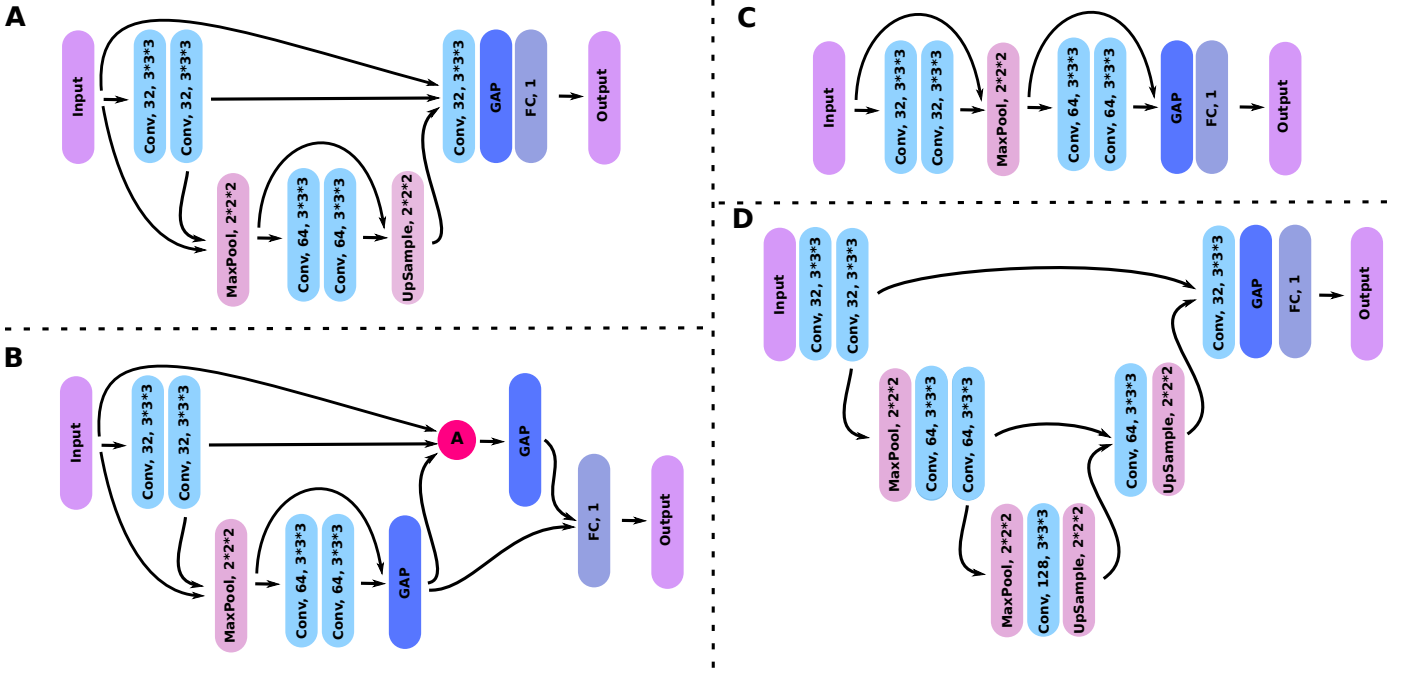 A
Input
Conv, 32, 3*3*3
Conv, 32, 3*3*3
MaxPool, 2*2*2
Conv, 64, 3*3*3
Conv, 64, 3*3*3
UpSample, 2*2*2
Conv, 32, 3*3*3
GAP
FC, 1
Output
B
Input
Conv, 32, 3*3*3
Conv, 32, 3*3*3
MaxPool, 2*2*2
Conv, 64, 3*3*3
Conv, 64, 3*3*3
GAP
A
GAP
FC, 1
Output
C
Input
Conv, 32, 3*3*3
Conv, 32, 3*3*3
MaxPool, 2*2*2
Conv, 64, 3*3*3
Conv, 64, 3*3*3
GAP
FC, 1
Output
D
Input
Conv, 32, 3*3*3
Conv, 32, 3*3*3
MaxPool, 2*2*2
Conv, 64, 3*3*3
Conv, 64, 3*3*3
MaxPool, 2*2*2
Conv, 128, 3*3*3
UpSample, 2*2*2
Conv, 64, 3*3*3
UpSample, 2*2*2
Conv, 32, 3*3*3
GAP
FC, 1
Output